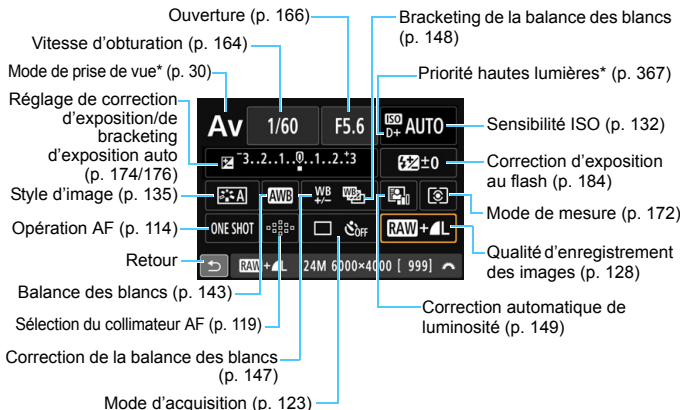 Ouverture (p. 166)
Bracketing de la balance des blancs
(p. 148)
Vitesse d’obturation (p. 164)
Mode de prise de vue* (p. 30)
Priorité hautes lumières* (p. 367)
Réglage de correction
d’exposition/de
bracketing
d’exposition auto
(p. 174/176)
Av 1/60 F5.6 ISO D+ AUTO
Sensibilité ISO (p. 132)
-3..2..1..0..1..2.:3 ±0
Correction d’exposition
au flash (p. 184)
Style d’image (p. 135)
A AWB WB +/- WB
Mode de mesure (p. 172)
Opération AF (p. 114)
ONE SHOT OFF RAW+L
Qualité d’enregistrement
des images (p. 128)
Retour
RAW+L 24M 6000×4000 [ 999]
Balance des blancs (p. 143)
Correction automatique de
luminosité (p. 149)
Sélection du collimateur AF (p. 119)
Correction de la balance des blancs
(p. 147)
Mode d’acquisition (p. 123)